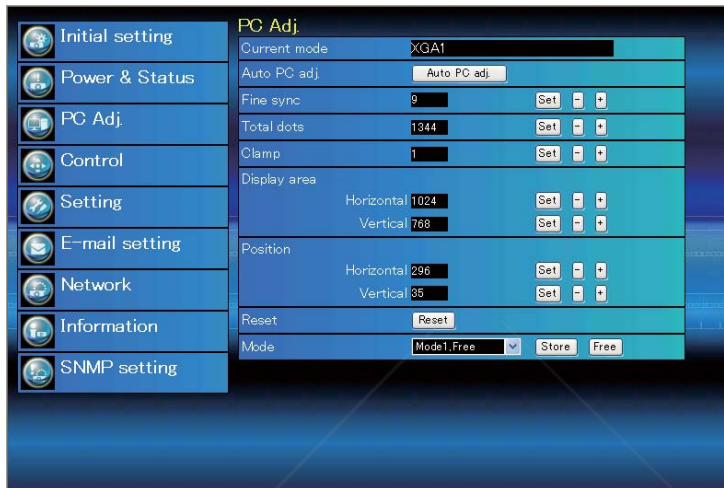 Initial setting
Power & Status
PC Adj.
Control
Setting
E-mail setting
Network
Information
SNMP setting
PC Adj.
Current mode XGA1
Auto PC adj. Auto PC adj.
Fine sync 9 Set - +
Total dots 1344 Set - +
Clamp 1 Set - +
Display area
Horizontal 1024 Set - +
Vertical 768 Set - +
Position
Horizontal 296 Set - +
Vertical 35 Set - +
Reset Reset
Mode Mode1,Free Store Free